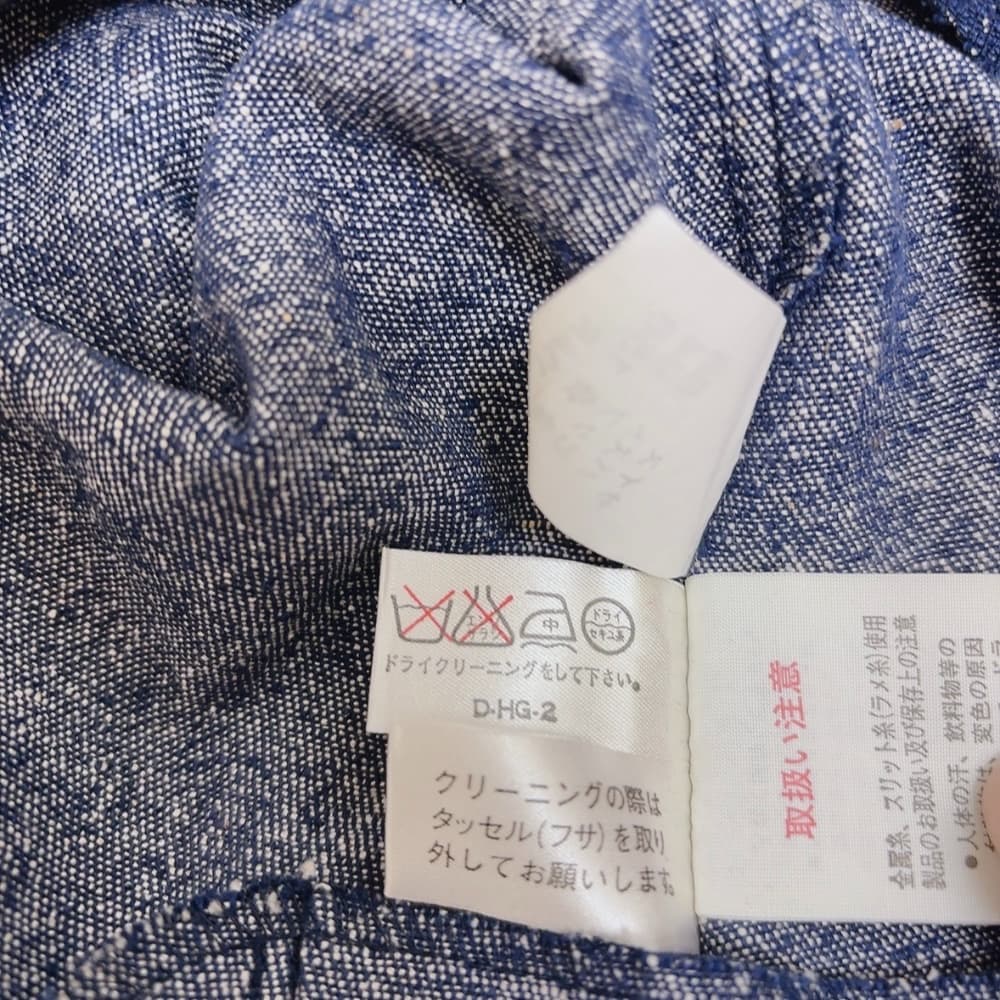 エンソ
サラシ
中
ドライ
セキユ系
ドライクリーニングをして下さい。
D-HG-2
クリーニングの際は
タッセル(フサ)を取り
外してお願いします。
取扱い注意
金属糸、スリット糸(ラメ糸)使用
製品のお取扱い及び保存上の注意
●人体の汗、飲料物等の
変色の原因